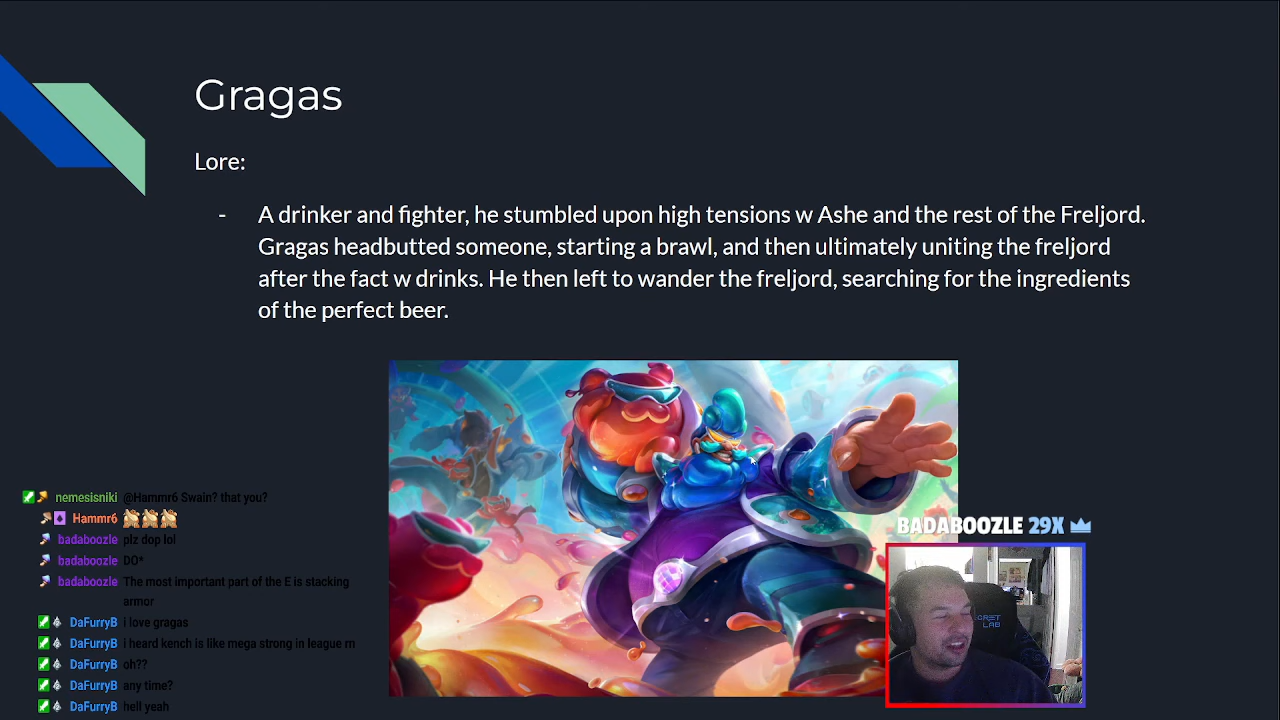 Gragas
Lore:
- A drinker and fighter, he stumbled upon high tensions w Ashe and the rest of the Freljord.
Gragas headbutted someone, starting a brawl, and then ultimately uniting the freljord
after the fact w drinks. He then left to wander the freljord, searching for the ingredients
of the perfect beer.
nemesisniki @Hammr6 Swain? that you?
Hammr6
badaboozle plz dop lol
badaboozle DO*
badaboozle The most important part of the E is stacking
armor
DaFurryB i love gragas
DaFurryB i heard kench is like mega strong in league rn
DaFurryB oh??
DaFurryB any time?
DaFurryB hell yeah
BADABOOZLE 29X
SECRET
LAB